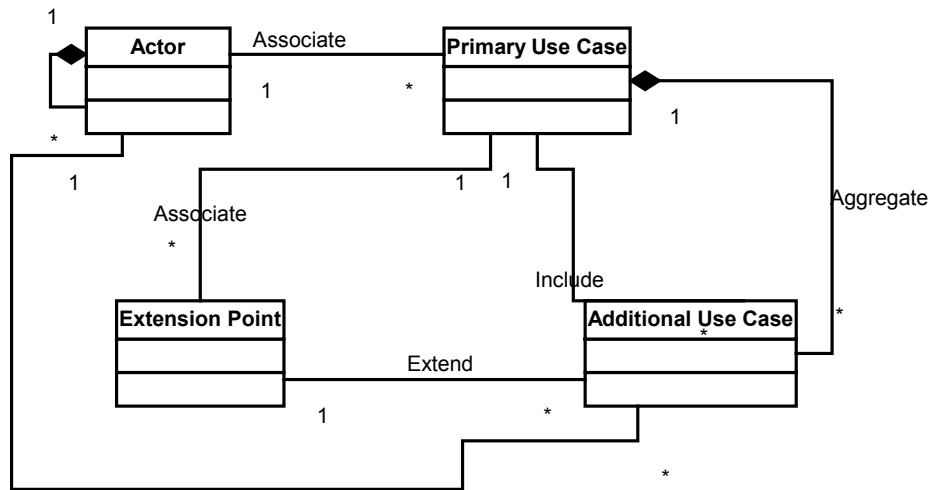 1
Actor
Associate
Primary Use Case
1
*
1
*
1
1
1
Associate
Aggregate
*
Include
Extension Point
Additional Use Case
*
*
Extend
1
*
*